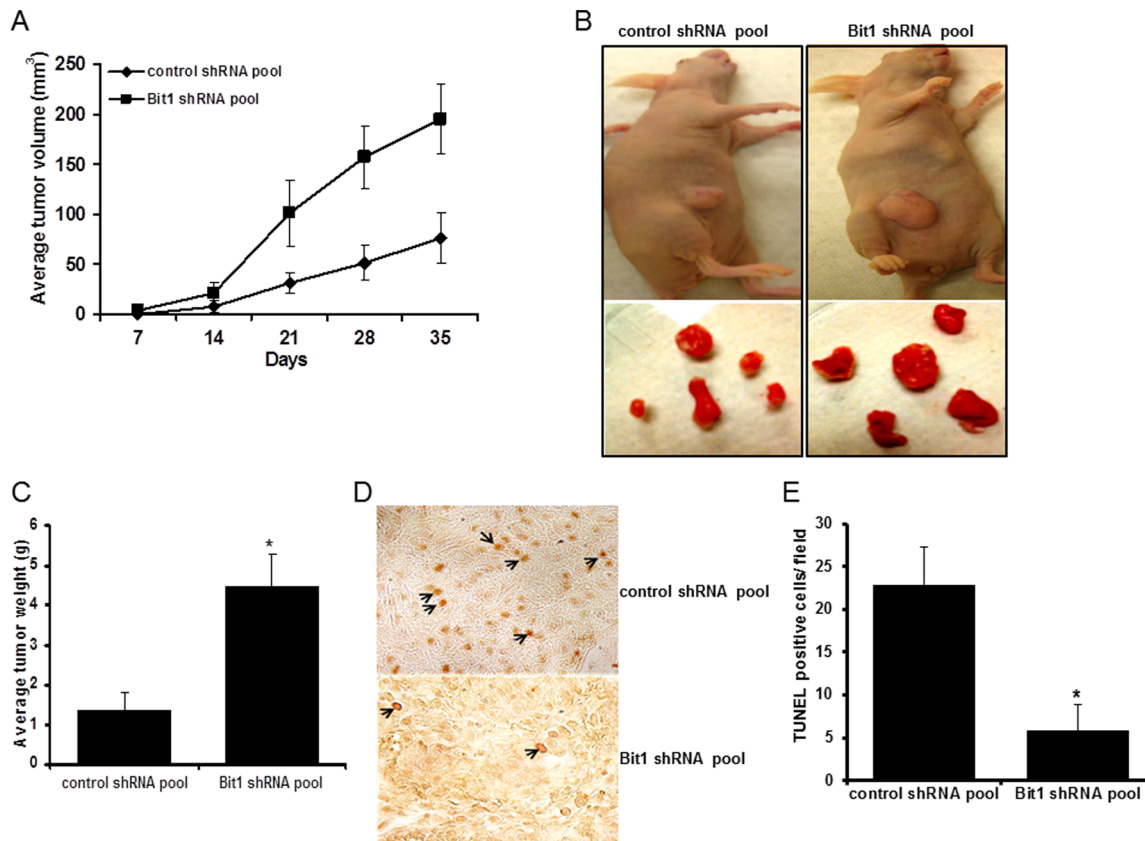 A
Average tumor volume (mm3)
250
200
150
100
50
0
control shRNA pool
Bit1 shRNA pool
7 14 21 28 35
Days
B
control shRNA pool Bit1 shRNA pool
C
Average tumor weight (g)
6
5
4
3
2
1
0
*
control shRNA pool Bit1 shRNA pool
D
control shRNA pool
Bit1 shRNA pool
E
TUNEL positive cells/ field
30
25
20
15
10
5
0
*
control shRNA pool Bit1 shRNA pool